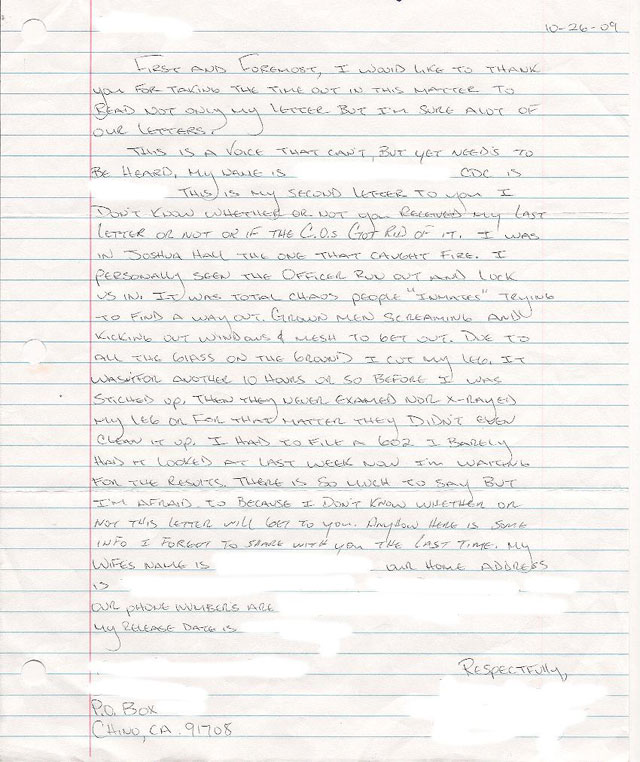 10-26-09
First and Foremost, I would like to thank
you for taking the time out in this matter to
read not only my letter but I'm sure alot of
our letters.
This is a voice that can't, but yet need's to
be heard. My name is CDC is
This is my second letter to you I
don't know whether or not you received my last
letter or not or if the C.O.s got rid of it. I was
in Joshua Hall the one that caught fire. I
personally seen the officer run out and lock
us in. It was total chaos people "inmates" trying
to find a way out. Grown men screaming and
kicking out windows & mesh to get out. Due to
all the glass on the ground I cut my leg. It
wasn't for another 10 hours or so before I was
stiched up. Then they never examed nor x-rayed
my leg or for that matter they didn't even
clean it up. I had to file a 602 I barely
had it looked at last week now I'm waiting
for the results. There is so much to say but
I'm afraid to because I don't know whether or
not this letter will get to you. Anyhow here is some
info I forgot to share with you the last time. My
wife's name is our home address
is
our phone numbers are
my release date is
Respectfully,
P.O. Box
Chino, CA. 91708